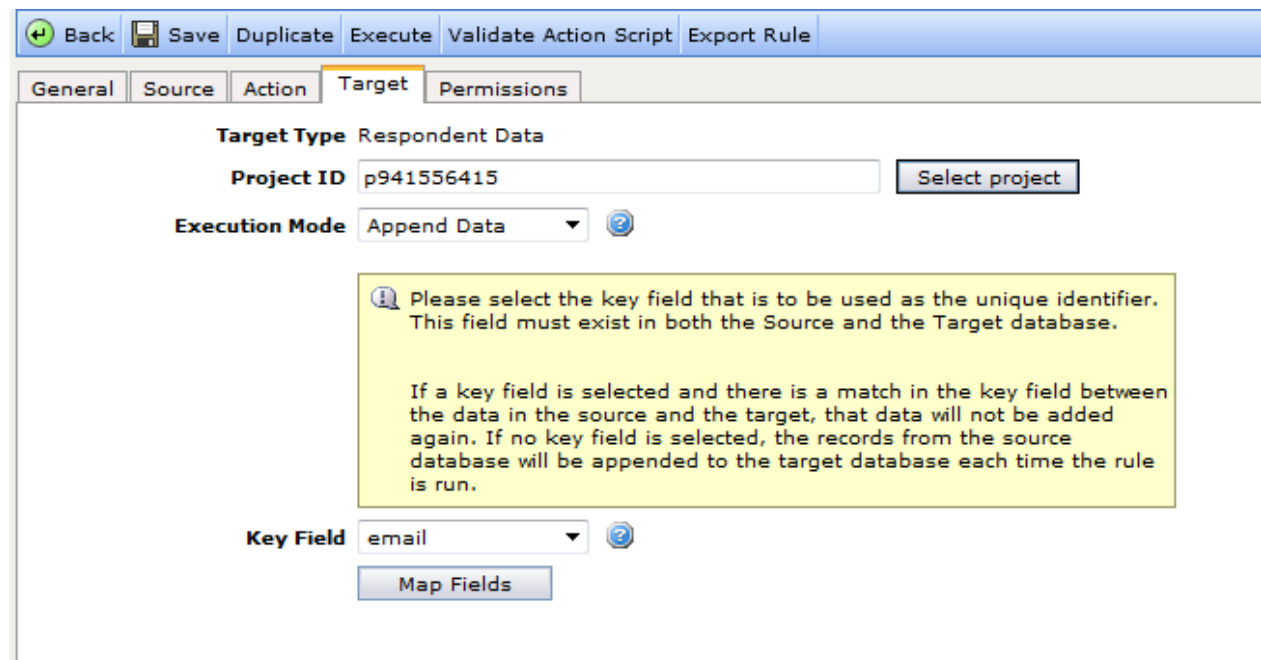 Back Save Duplicate Execute Validate Action Script Export Rule
General Source Action Target Permissions
Target Type Respondent Data
Project ID p941556415 Select project
Execution Mode Append Data
Please select the key field that is to be used as the unique identifier.
This field must exist in both the Source and the Target database.
If a key field is selected and there is a match in the key field between
the data in the source and the target, that data will not be added
again. If no key field is selected, the records from the source
database will be appended to the target database each time the rule
is run.
Key Field email
Map Fields